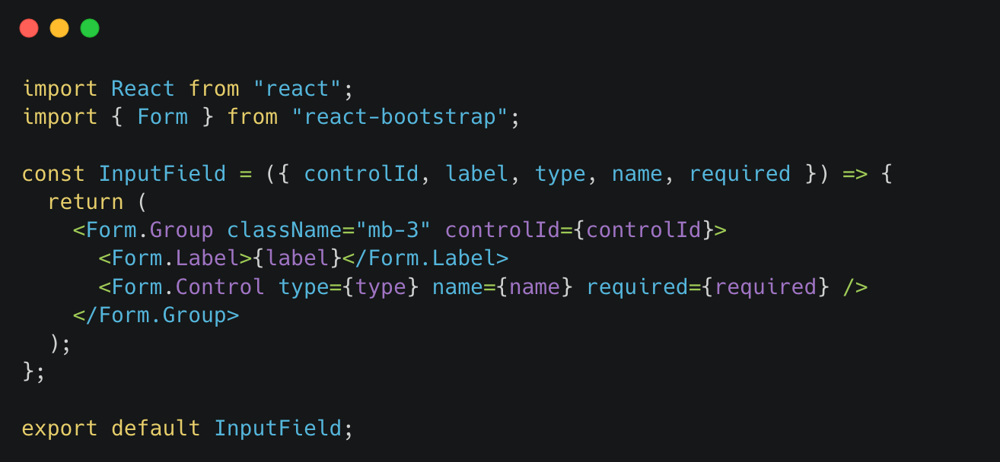 import React from "react";
import { Form } from "react-bootstrap";

const InputField = ({ controlId, label, type, name, required }) => {
  return (
    <Form.Group className="mb-3" controlId={controlId}>
      <Form.Label>{label}</Form.Label>
      <Form.Control type={type} name={name} required={required} />
    </Form.Group>
  );
};

export default InputField;